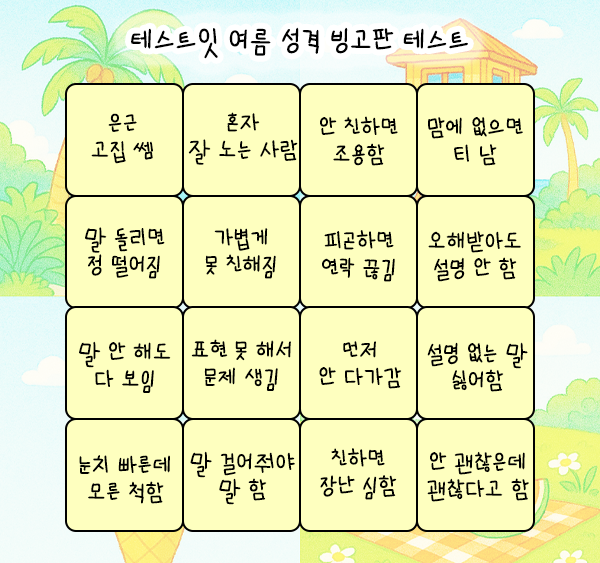 테스트잇 여름 성격 빙고판 테스트
은근
고집 쎔
혼자
잘 노는 사람
안 친하면
조용함
맘에 없으면
티 남
말 돌리면
정 떨어짐
가볍게
못 친해짐
피곤하면
연락 끊김
오해받아도
설명 안 함
말 안 해도
다 보임
표현 못 해서
문제 생김
먼저
안 다가감
설명 없는 말
싫어함
눈치 빠른데
모른 척함
말 걸어줘야
말 함
친하면
장난 심함
안 괜찮은데
괜찮다고 함